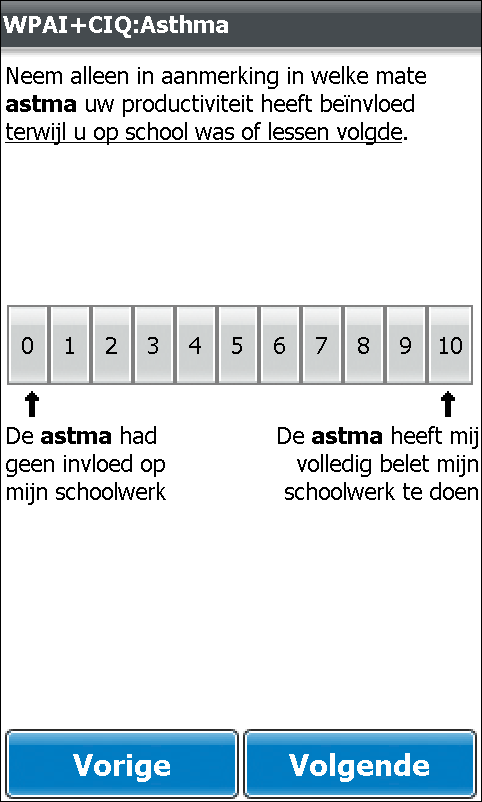 WPAI+CIQ:Asthma
Neem alleen in aanmerking in welke mate
astma uw productiviteit heeft beïnvloed
terwijl u op school was of lessen volgde.
0 1 2 3 4 5 6 7 8 9 10
De astma had
geen invloed op
mijn schoolwerk
De astma heeft mij
volledig belet mijn
schoolwerk te doen
Vorige
Volgende